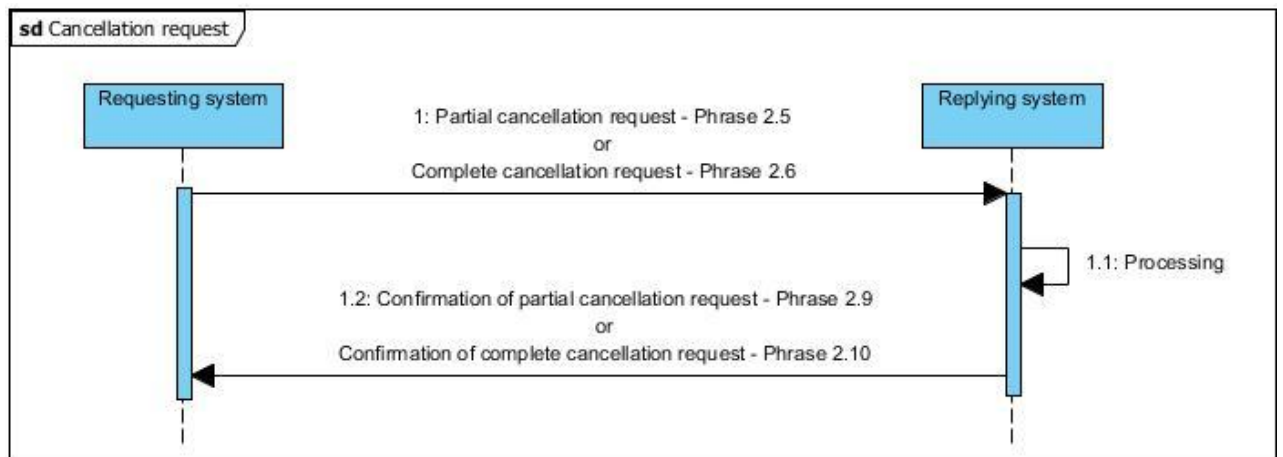 sd Cancellation request
Requesting system
Replying system
1: Partial cancellation request - Phrase 2.5
or
Complete cancellation request - Phrase 2.6
1.1: Processing
1.2: Confirmation of partial cancellation request - Phrase 2.9
or
Confirmation of complete cancellation request - Phrase 2.10